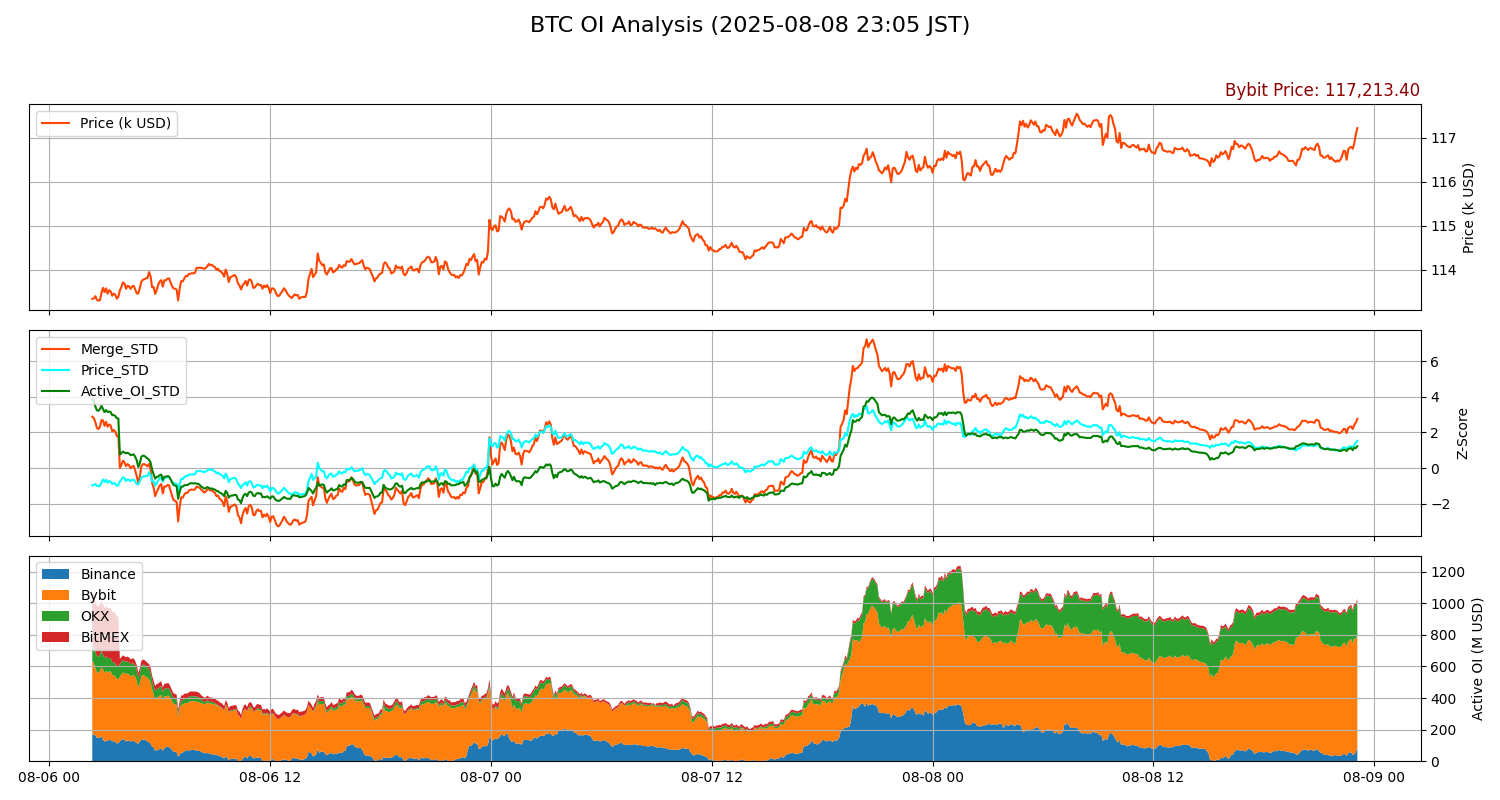 BTC OI Analysis (2025-08-08 23:05 JST)
Bybit Price: 117,213.40
Price (k USD)
117
116
115
114
Price (k USD)
Merge_STD
Price_STD
Active_OI_STD
6
4
2
0
−2
Z-Score
Binance
Bybit
OKX
BitMEX
1200
1000
800
600
400
200
0
Active OI (M USD)
08-06 00
08-06 12
08-07 00
08-07 12
08-08 00
08-08 12
08-09 00